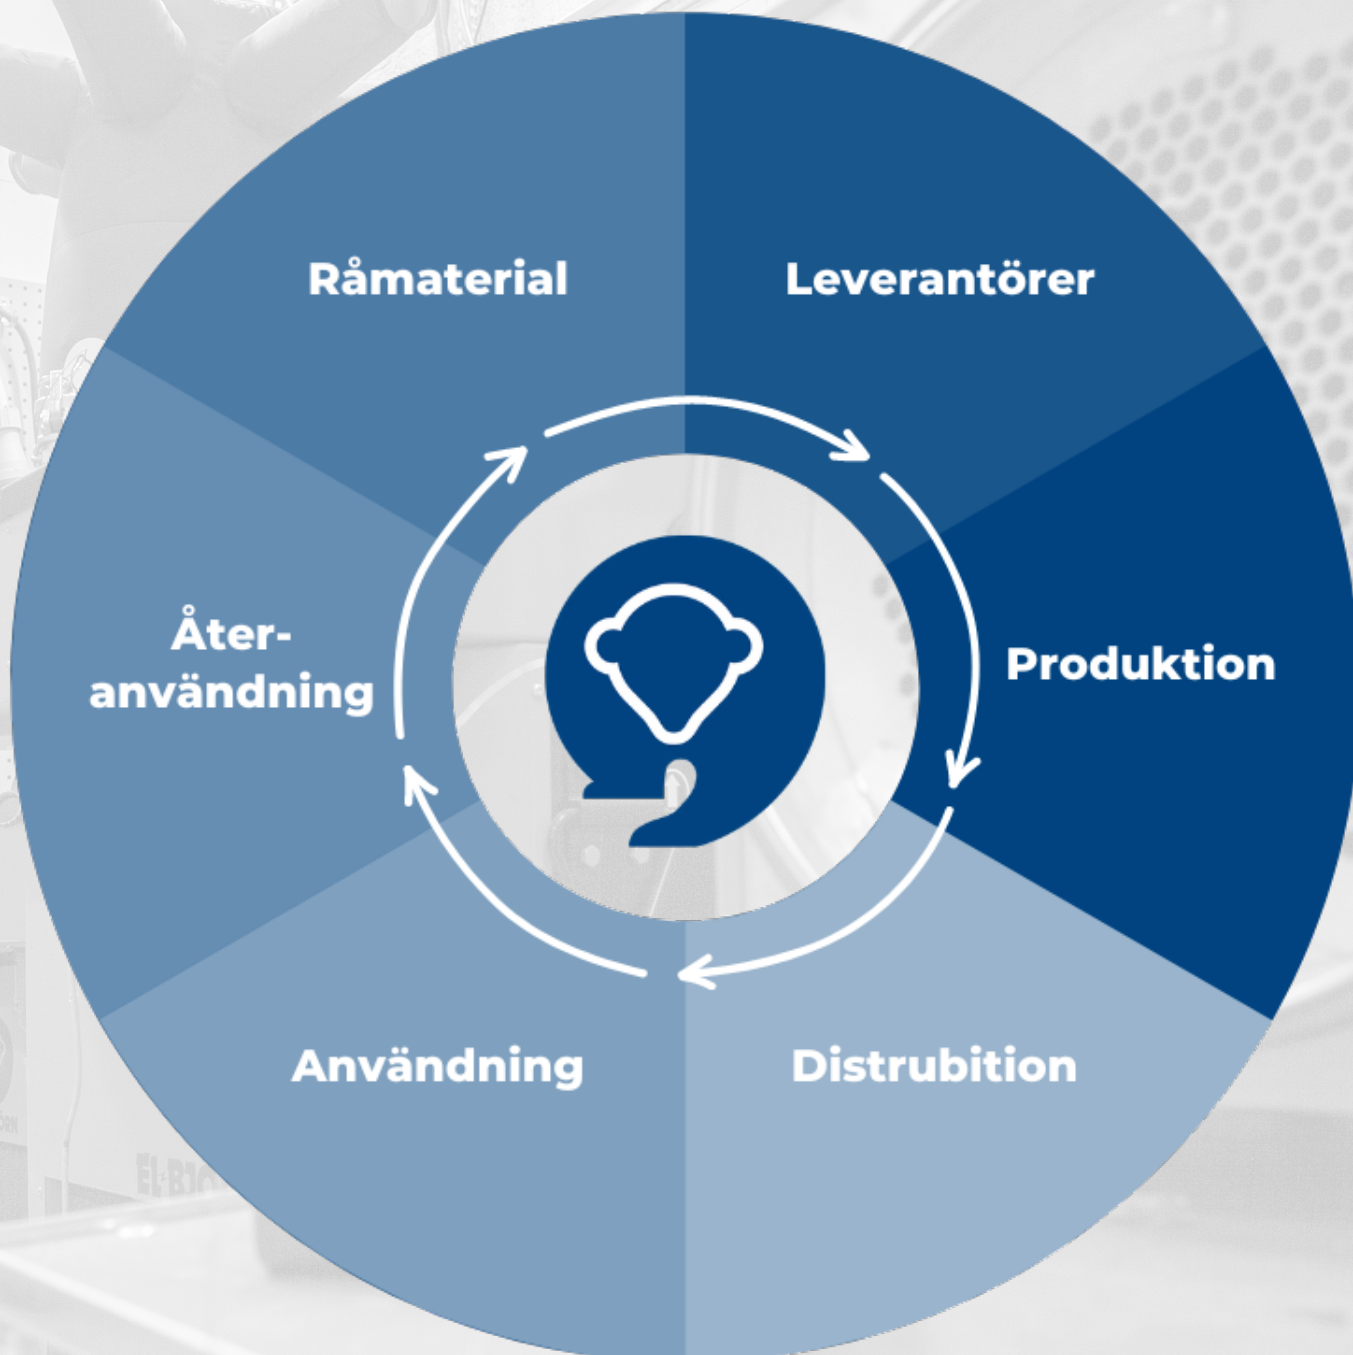 Råmaterial
Leverantörer
Produktion
Distrubition
Användning
Åter-
användning